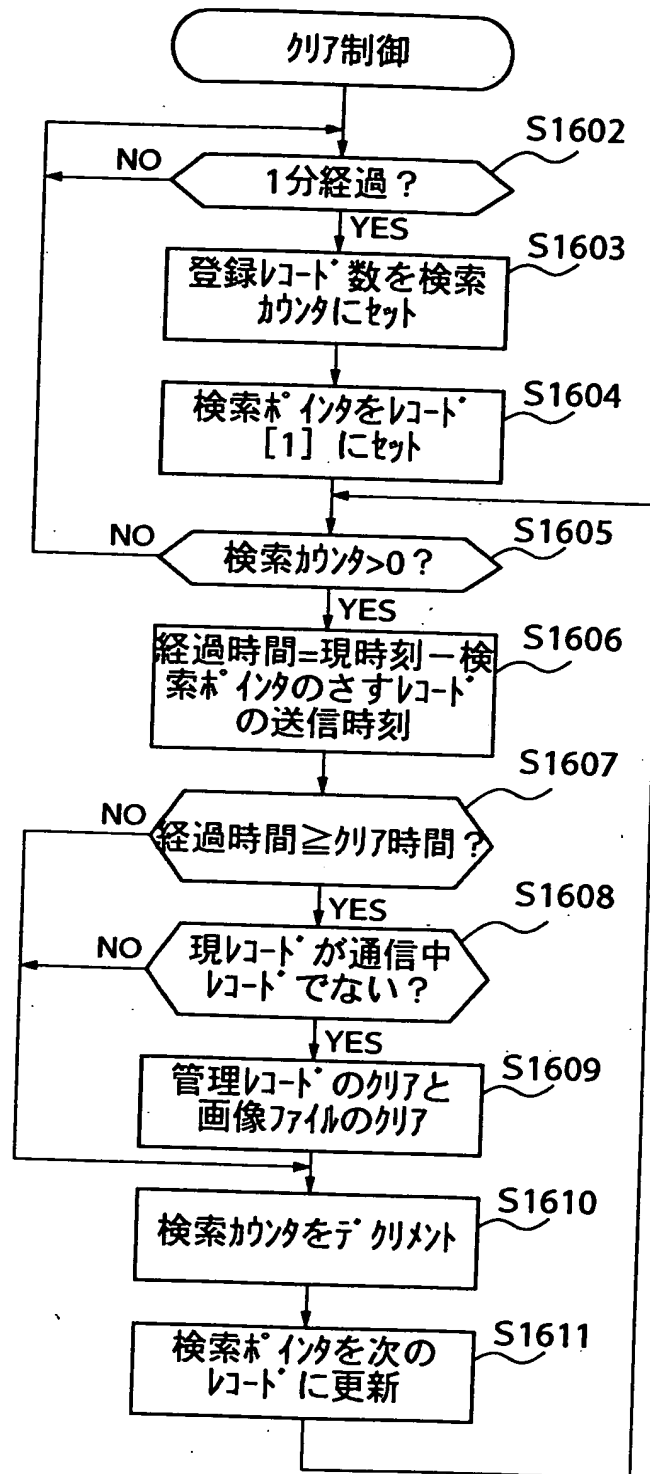 クリア制御
S1602
NO
1分経過?
YES
S1603
登録レコード数を検索
カウンタにセット
S1604
検索ポインタをレコード
[1] にセット
NO
S1605
検索カウンタ>0?
YES
S1606
経過時間=現時刻-検
索ポインタのさすレコード
の送信時刻
S1607
NO
経過時間≧クリア時間?
YES
S1608
NO
現レコードが通信中
レコードでない?
YES
S1609
管理レコードのクリアと
画像ファイルのクリア
S1610
検索カウンタをデクリメント
S1611
検索ポインタを次の
レコードに更新